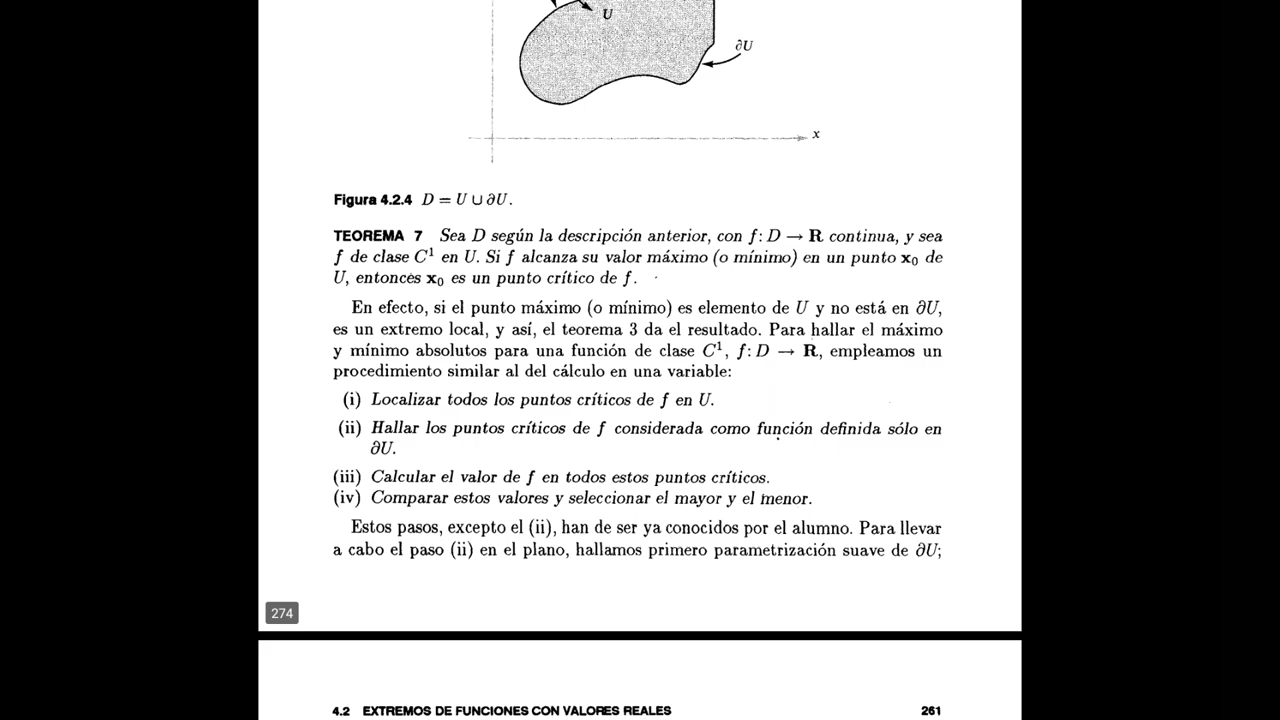 U
∂U
x
Figura 4.2.4 D = U ∪ ∂U.
TEOREMA 7 Sea D según la descripción anterior, con f: D → R continua, y sea
f de clase C¹ en U. Si f alcanza su valor máximo (o mínimo) en un punto x₀ de
U, entonces x₀ es un punto crítico de f.
En efecto, si el punto máximo (o mínimo) es elemento de U y no está en ∂U,
es un extremo local, y así, el teorema 3 da el resultado. Para hallar el máximo
y mínimo absolutos para una función de clase C¹, f: D → R, empleamos un
procedimiento similar al del cálculo en una variable:
(i) Localizar todos los puntos críticos de f en U.
(ii) Hallar los puntos críticos de f considerada como función definida sólo en
∂U.
(iii) Calcular el valor de f en todos estos puntos críticos.
(iv) Comparar estos valores y seleccionar el mayor y el menor.
Estos pasos, excepto el (ii), han de ser ya conocidos por el alumno. Para llevar
a cabo el paso (ii) en el plano, hallamos primero parametrización suave de ∂U;
274
4.2 EXTREMOS DE FUNCIONES CON VALORES REALES 261